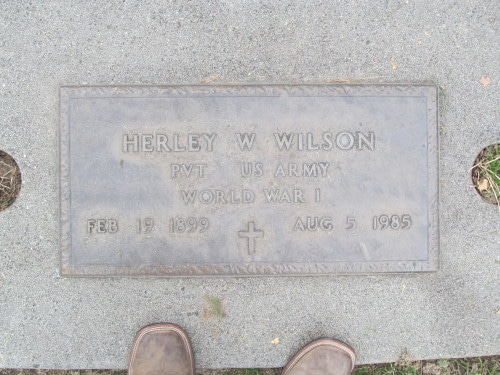 HERLEY W WILSON
PVT US ARMY
WORLD WAR I
FEB 19 1899 AUG 5 1985